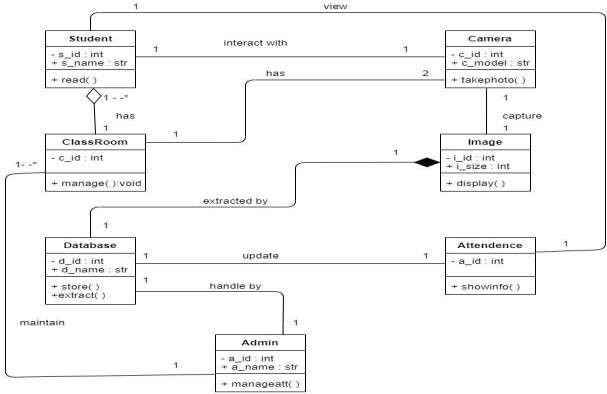 1 view
Student
- s_id : int
+ s_name : str
+ read( )
1 interact with 1
Camera
- c_id : int
+ c_model : str
+ takephoto( )
has 2
1 - -*
has
1
1
1
capture
1
ClassRoom
- c_id : int
+ manage( ):void
1- -*
1
Image
- i_id : int
+ i_size : int
+ display( )
extracted by
1
Database
- d_id : int
+ d_name : str
+ store( )
+extract( )
1 update 1
Attendence
- a_id : int
+ showinfo( )
1
1 handle by
1
maintain
1
Admin
- a_id : int
+ a_name : str
+ manageatt( )